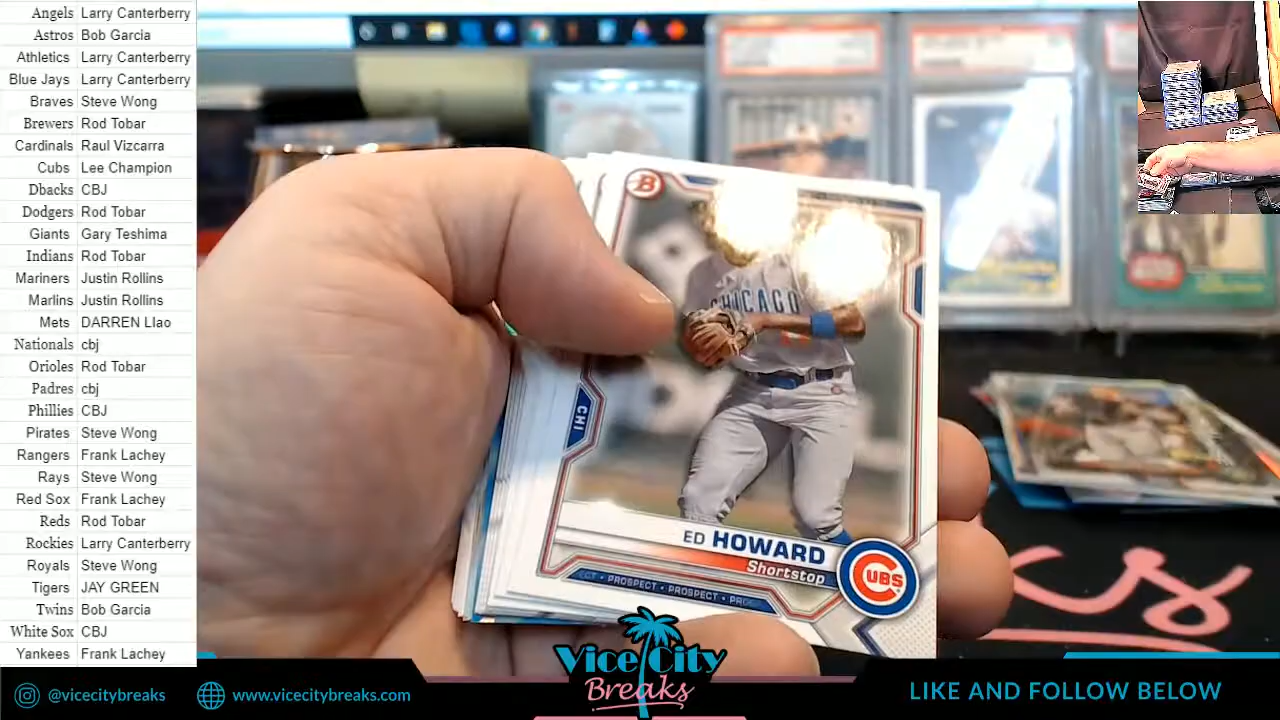 Angels Larry Canterberry
Astros Bob Garcia
Athletics Larry Canterberry
Blue Jays Larry Canterberry
Braves Steve Wong
Brewers Rod Tobar
Cardinals Raul Vizcarra
Cubs Lee Champion
Dbacks CBJ
Dodgers Rod Tobar
Giants Gary Teshima
Indians Rod Tobar
Mariners Justin Rollins
Marlins Justin Rollins
Mets DARREN Llao
Nationals cbj
Orioles Rod Tobar
Padres cbj
Phillies CBJ
Pirates Steve Wong
Rangers Frank Lachey
Rays Steve Wong
Red Sox Frank Lachey
Reds Rod Tobar
Rockies Larry Canterberry
Royals Steve Wong
Tigers JAY GREEN
Twins Bob Garcia
White Sox CBJ
Yankees Frank Lachey
B
CHICAGO
CHI
ED HOWARD
Shortstop
CUBS
ECT • PROSPECT • PROSPECT • PRO
Vice City
Breaks
@vicecitybreaks
www.vicecitybreaks.com
LIKE AND FOLLOW BELOW